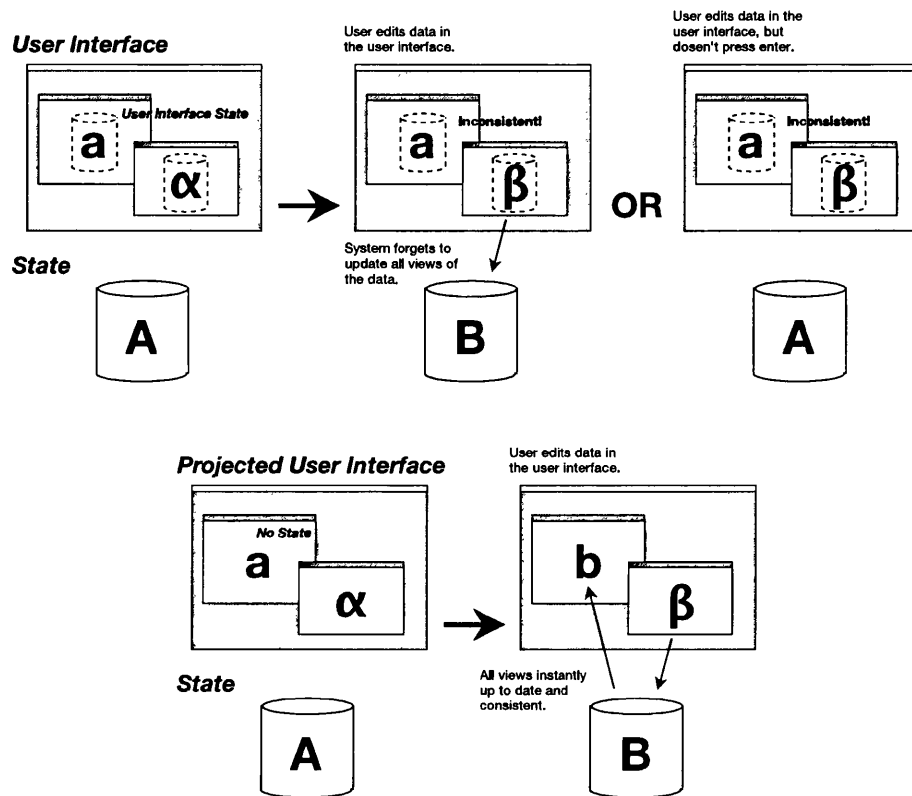 User Interface
User edits data in
the user interface.
User edits data in the
user interface, but
dosen't press enter.
User Interface State
a
α
Inconsistent!
a
β
OR
Inconsistent!
a
β
State
System forgets to
update all views of
the data.
A
B
A
Projected User Interface
User edits data in
the user interface.
No State
a
α
b
β
State
All views instantly
up to date and
consistent.
A
B